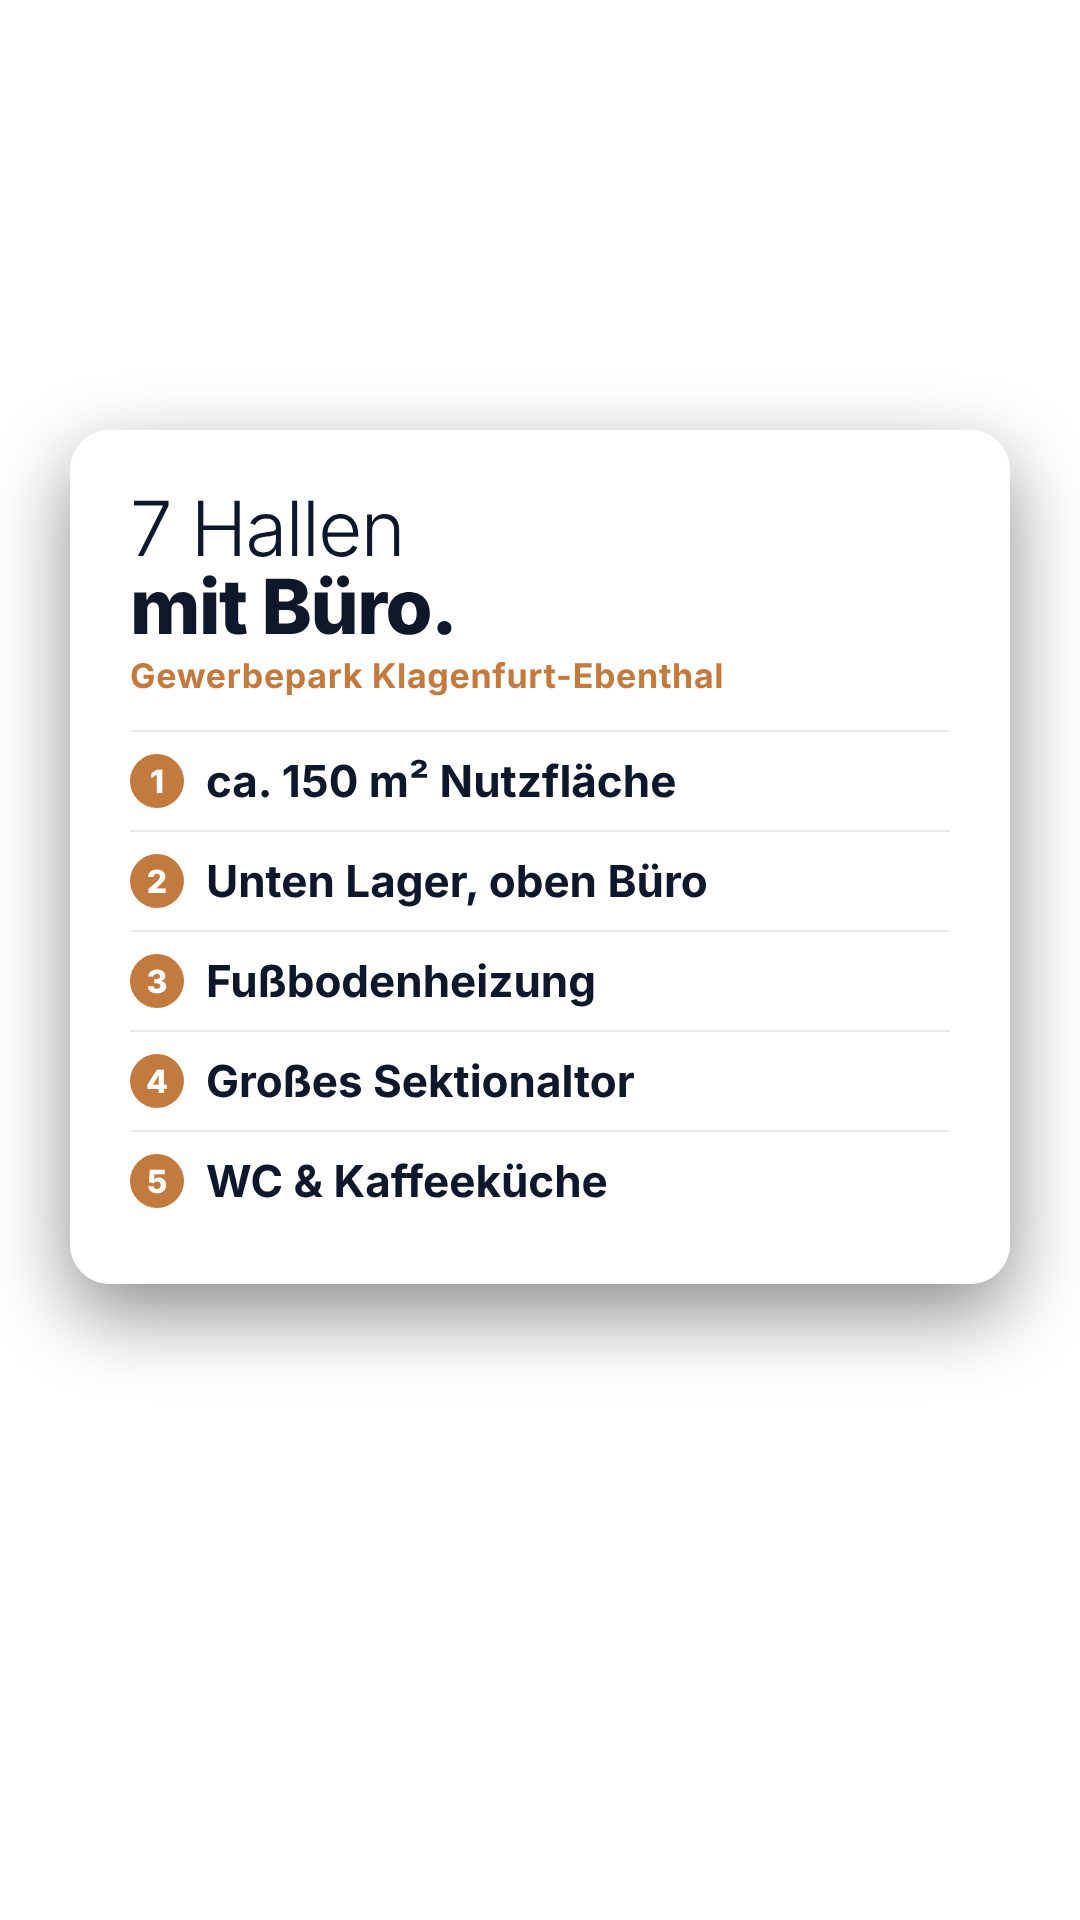 7 Hallen
mit Büro.
Gewerbepark Klagenfurt-Ebenthal
1 ca. 150 m² Nutzfläche
2 Unten Lager, oben Büro
3 Fußbodenheizung
4 Großes Sektionaltor
5 WC & Kaffeeküche